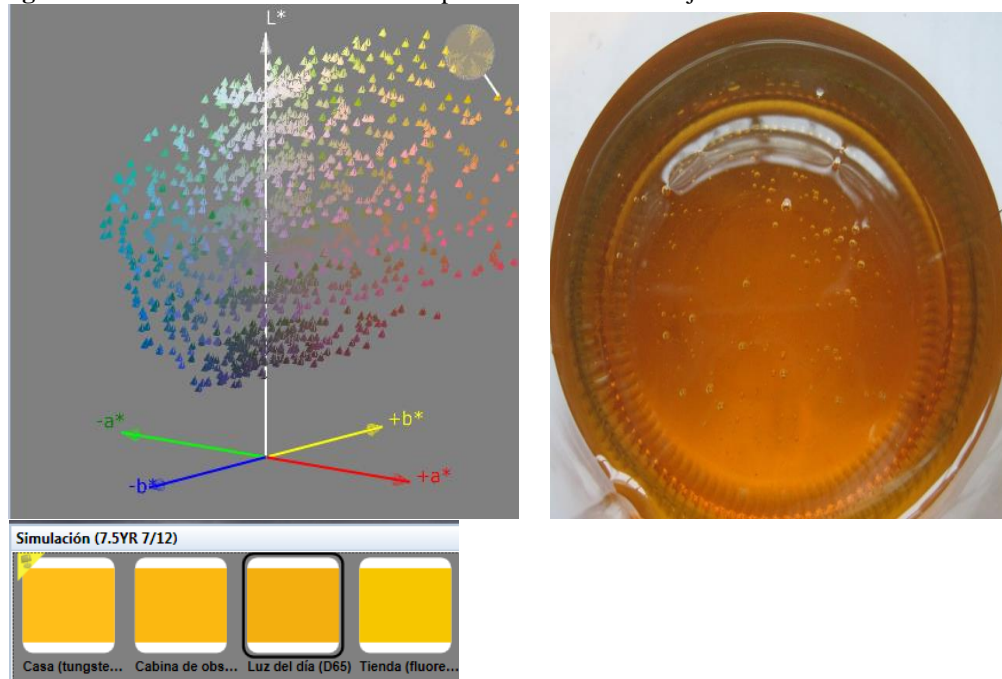 L*
-a*
+b*
-b*
+a*
Simulación (7.5YR 7/12)
Casa (tungste... Cabina de obs... Luz del día (D65) Tienda (fluore...